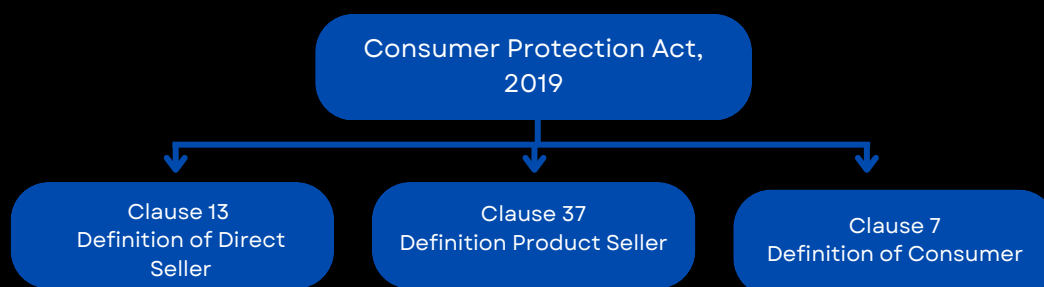 Consumer Protection Act,
2019
Clause 13
Definition of Direct
Seller
Clause 37
Definition Product Seller
Clause 7
Definition of Consumer